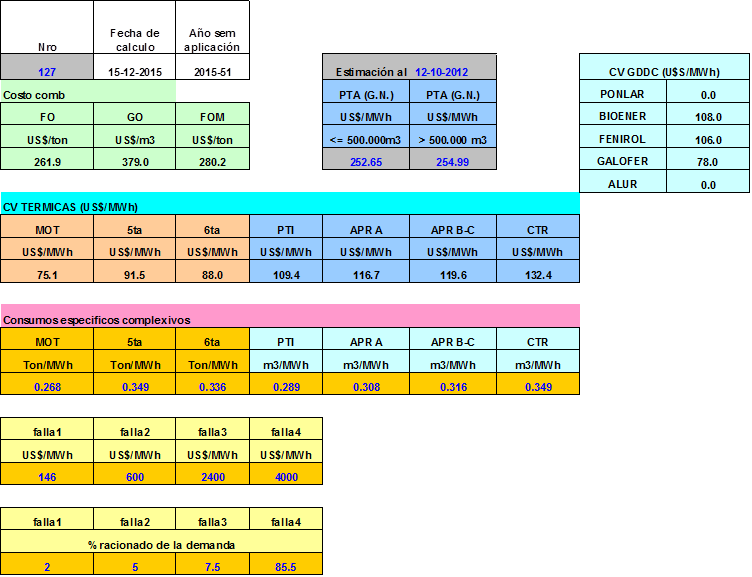 Nro Fecha de calculo Año sem aplicación
127 15-12-2015 2015-51 Estimación al 12-10-2012 CV GDDC (U$S/MWh)
Costo comb PTA (G.N.) PTA (G.N.) PONLAR 0.0
FO GO FOM US$/MWh US$/MWh BIOENER 108.0
US$/ton US$/m3 US$/ton <= 500.000m3 > 500.000 m3 FENIROL 106.0
261.9 379.0 280.2 252.65 254.99 GALOFER 78.0
ALUR 0.0
CV TERMICAS (US$/MWh)
MOT 5ta 6ta PTI APR A APR B-C CTR
US$/MWh US$/MWh US$/MWh US$/MWh US$/MWh US$/MWh US$/MWh
75.1 91.5 88.0 109.4 116.7 119.6 132.4
Consumos especificos complexivos
MOT 5ta 6ta PTI APR A APR B-C CTR
Ton/MWh Ton/MWh Ton/MWh m3/MWh m3/MWh m3/MWh m3/MWh
0.268 0.349 0.336 0.289 0.308 0.316 0.349
falla1 falla2 falla3 falla4
US$/MWh US$/MWh US$/MWh US$/MWh
146 600 2400 4000
falla1 falla2 falla3 falla4
% racionado de la demanda
2 5 7.5 85.5